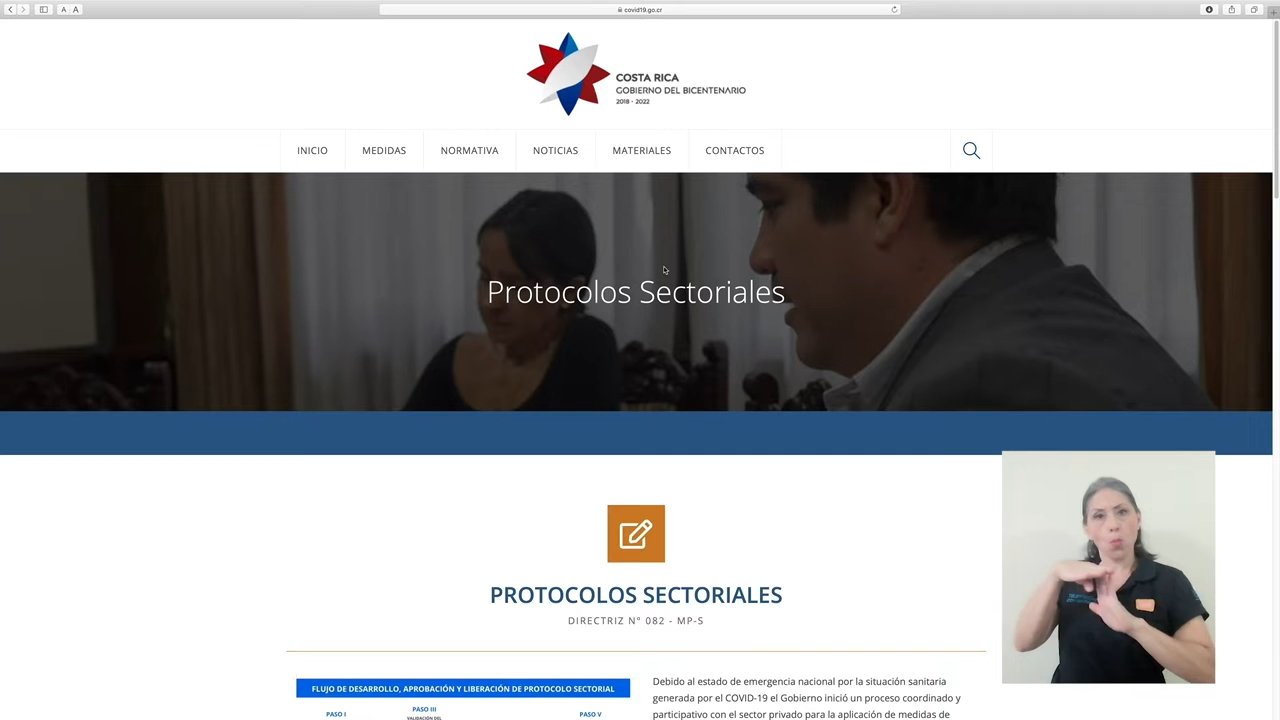 A A
covid19.go.cr
COSTA RICA
GOBIERNO DEL BICENTENARIO
2018 - 2022
INICIO MEDIDAS NORMATIVA NOTICIAS MATERIALES CONTACTOS
Protocolos Sectoriales
PROTOCOLOS SECTORIALES
DIRECTRIZ N° 082 - MP-S
FLUJO DE DESARROLLO, APROBACIÓN Y LIBERACIÓN DE PROTOCOLO SECTORIAL
PASO I
PASO III
VALIDACIÓN DEL
PASO V
Debido al estado de emergencia nacional por la situación sanitaria
generada por el COVID-19 el Gobierno inició un proceso coordinado y
participativo con el sector privado para la aplicación de medidas de